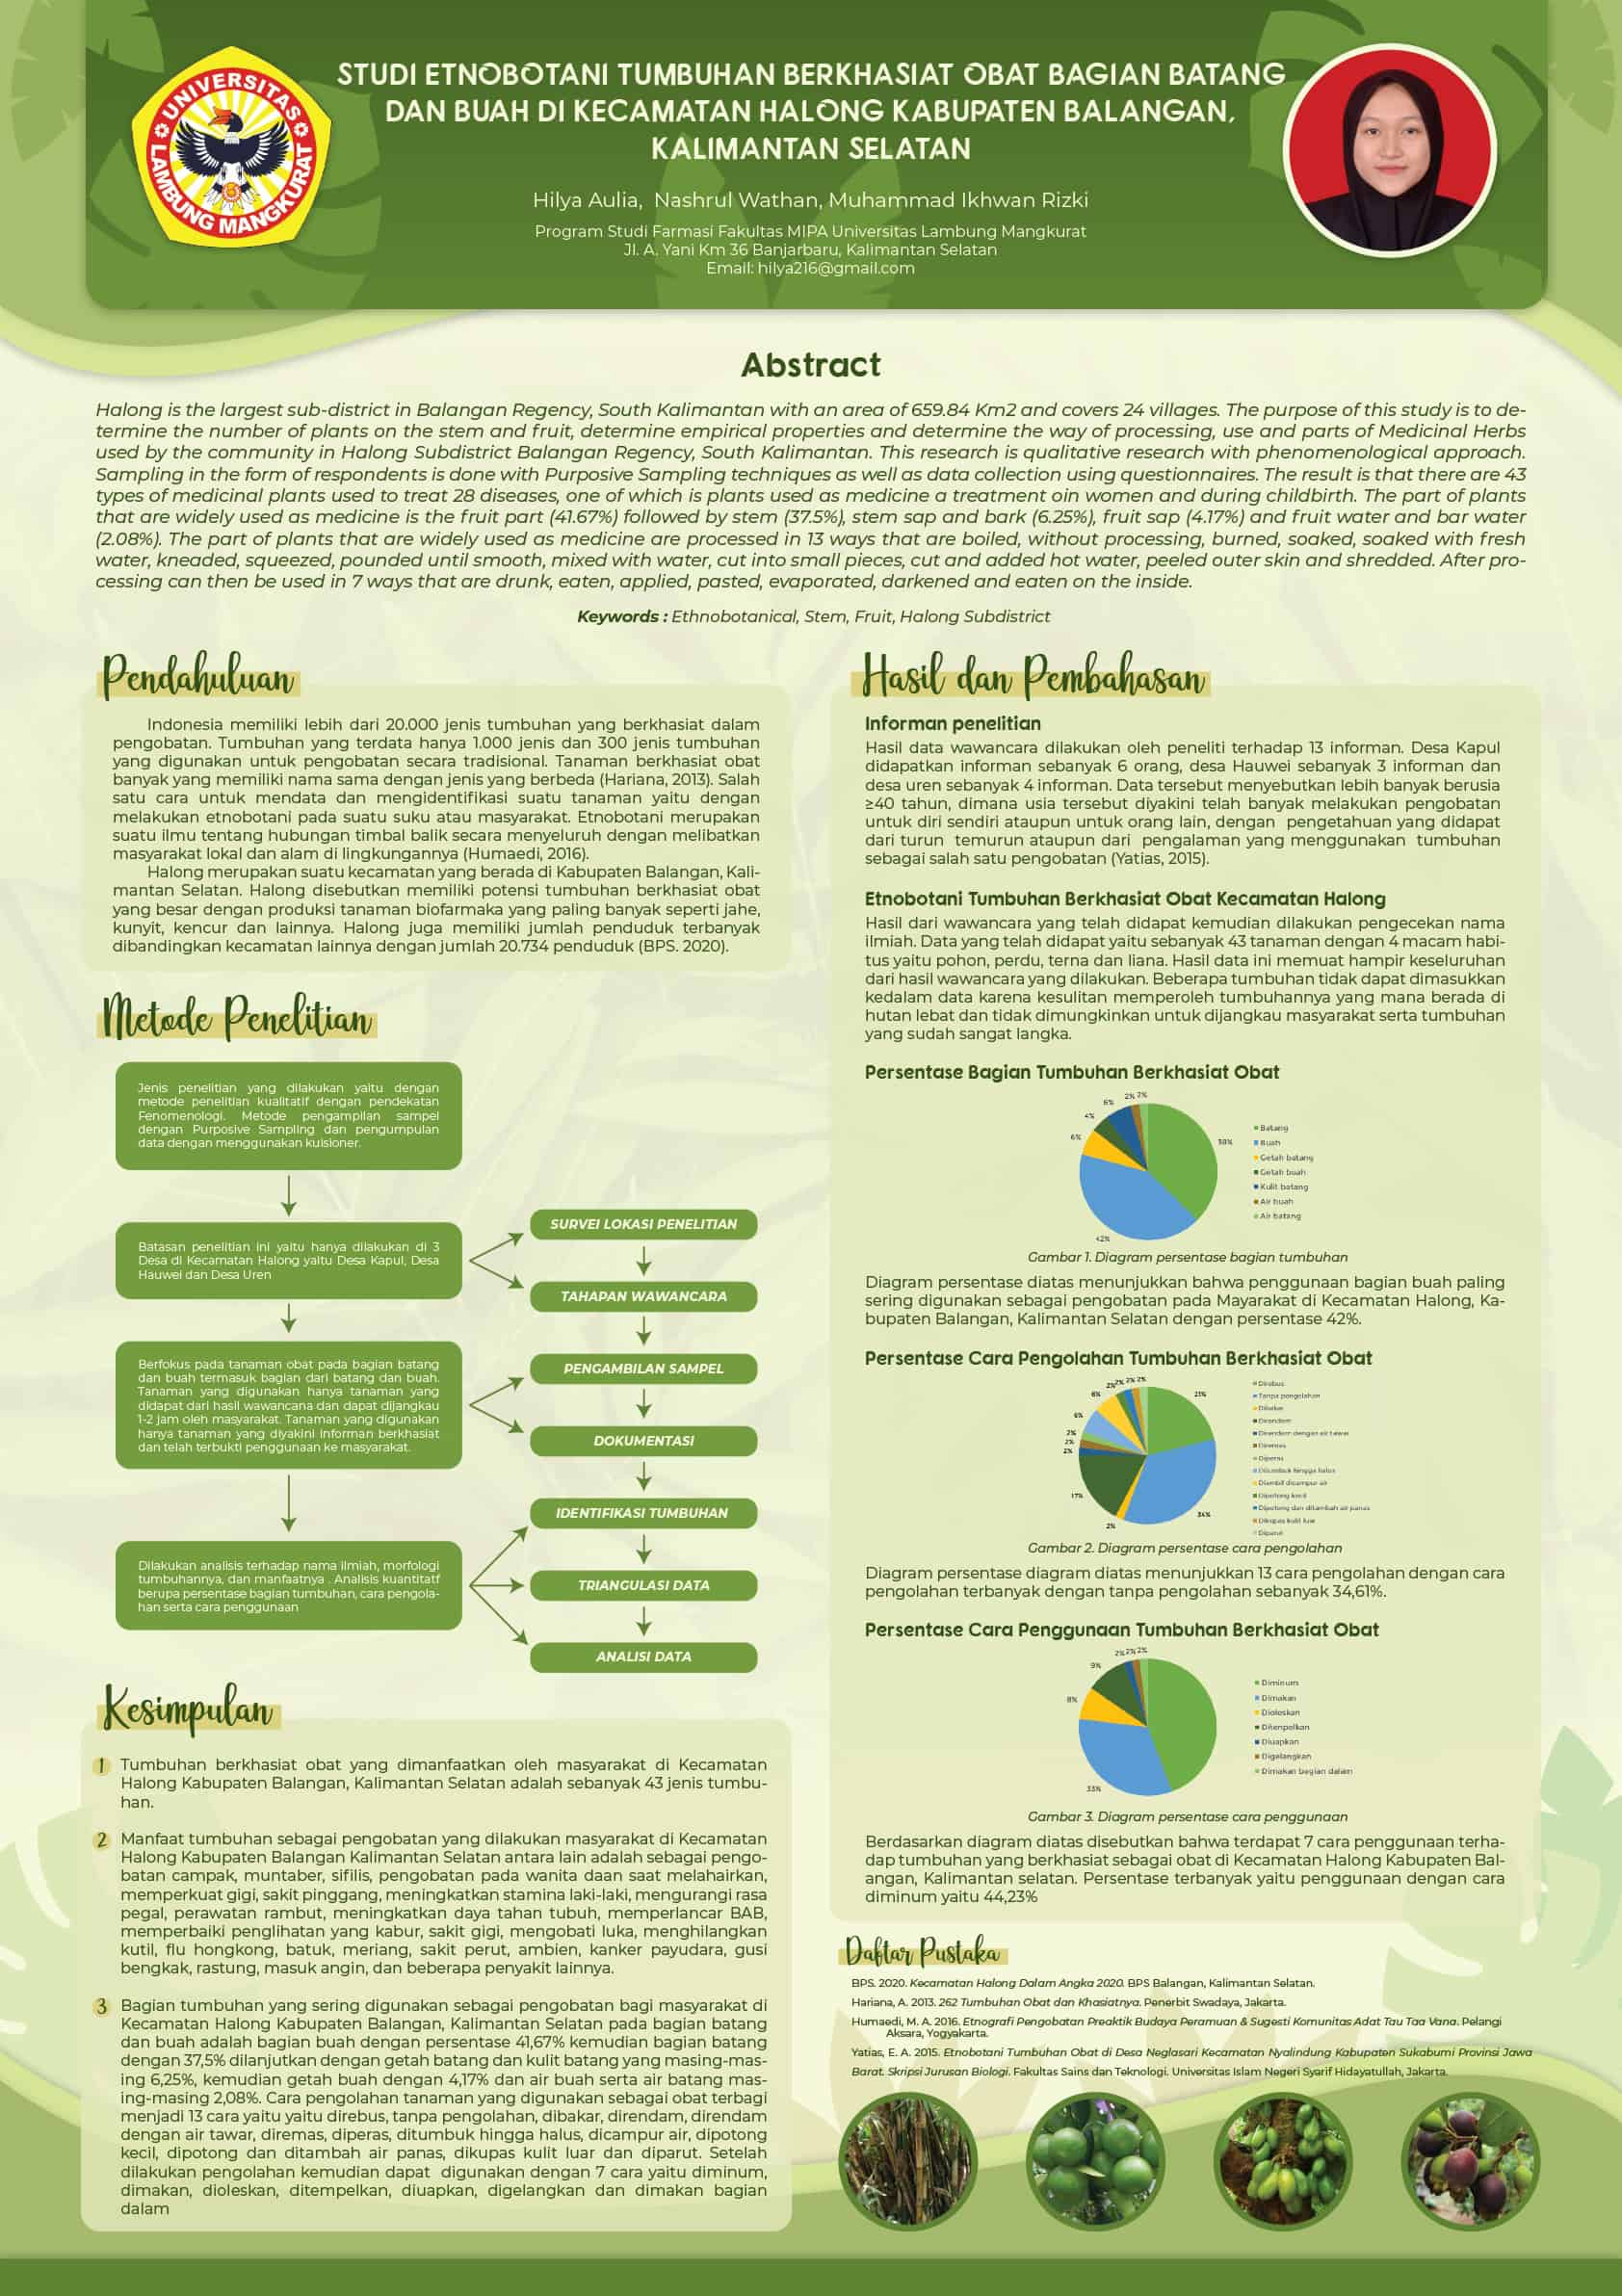 UNIVERSITAS
LAMBUNG MANGKURAT
STUDI ETNOBOTANI TUMBUHAN BERKHASIAT OBAT BAGIAN BATANG
DAN BUAH DI KECAMATAN HALONG KABUPATEN BALANGAN,
KALIMANTAN SELATAN
Hilya Aulia, Nashrul Wathan, Muhammad Ikhwan Rizki
Program Studi Farmasi Fakultas MIPA Universitas Lambung Mangkurat
Jl. A. Yani Km 36 Banjarbaru, Kalimantan Selatan
Email: hilya216@gmail.com
Abstract
Halong is the largest sub-district in Balangan Regency, South Kalimantan with an area of 659.84 Km2 and covers 24 villages. The purpose of this study is to de-
termine the number of plants on the stem and fruit, determine empirical properties and determine the way of processing, use and parts of Medicinal Herbs
used by the community in Halong Subdistrict Balangan Regency, South Kalimantan. This research is qualitative research with phenomenological approach.
Sampling in the form of respondents is done with Purposive Sampling techniques as well as data collection using questionnaires. The result is that there are 43
types of medicinal plants used to treat 28 diseases, one of which is plants used as medicine a treatment oin women and during childbirth. The part of plants
that are widely used as medicine is the fruit part (41.67%) followed by stem (37.5%), stem sap and bark (6.25%), fruit sap (4.17%) and fruit water and bar water
(2.08%). The part of plants that are widely used as medicine are processed in 13 ways that are boiled, without processing, burned, soaked, soaked with fresh
water, kneaded, squeezed, pounded until smooth, mixed with water, cut into small pieces, cut and added hot water, peeled outer skin and shredded. After pro-
cessing can then be used in 7 ways that are drunk, eaten, applied, pasted, evaporated, darkened and eaten on the inside.
Keywords : Ethnobotanical, Stem, Fruit, Halong Subdistrict
Pendahuluan
Indonesia memiliki lebih dari 20.000 jenis tumbuhan yang berkhasiat dalam
pengobatan. Tumbuhan yang terdata hanya 1.000 jenis dan 300 jenis tumbuhan
yang digunakan untuk pengobatan secara tradisional. Tanaman berkhasiat obat
banyak yang memiliki nama sama dengan jenis yang berbeda (Hariana, 2013). Salah
satu cara untuk mendata dan mengidentifikasi suatu tanaman yaitu dengan
melakukan etnobotani pada suatu suku atau masyarakat. Etnobotani merupakan
suatu ilmu tentang hubungan timbal balik secara menyeluruh dengan melibatkan
masyarakat lokal dan alam di lingkungannya (Humaedi, 2016).
Halong merupakan suatu kecamatan yang berada di Kabupaten Balangan, Kali-
mantan Selatan. Halong disebutkan memiliki potensi tumbuhan berkhasiat obat
yang besar dengan produksi tanaman biofarmaka yang paling banyak seperti jahe,
kunyit, kencur dan lainnya. Halong juga memiliki jumlah penduduk terbanyak
dibandingkan kecamatan lainnya dengan jumlah 20.734 penduduk (BPS. 2020).
Metode Penelitian
Jenis penelitian yang dilakukan yaitu dengan
metode penelitian kualitatif dengan pendekatan
Fenomenologi. Metode pengampilan sampel
dengan Purposive Sampling dan pengumpulan
data dengan menggunakan kuisioner.
Batasan penelitian ini yaitu hanya dilakukan di 3
Desa di Kecamatan Halong yaitu Desa Kapul, Desa
Hauwei dan Desa Uren
Berfokus pada tanaman obat pada bagian batang
dan buah termasuk bagian dari batang dan buah.
Tanaman yang digunakan hanya tanaman yang
didapat dari hasil wawancana dan dapat dijangkau
1-2 jam oleh masyarakat. Tanaman yang digunakan
hanya tanaman yang diyakini informan berkhasiat
dan telah terbukti penggunaan ke masyarakat.
Dilakukan analisis terhadap nama ilmiah, morfologi
tumbuhannya, dan manfaatnya . Analisis kuantitatf
berupa persentase bagian tumbuhan, cara pengola-
han serta cara penggunaan
SURVEI LOKASI PENELITIAN
TAHAPAN WAWANCARA
PENGAMBILAN SAMPEL
DOKUMENTASI
IDENTIFIKASI TUMBUHAN
TRIANGULASI DATA
ANALISI DATA
Kesimpulan
1 Tumbuhan berkhasiat obat yang dimanfaatkan oleh masyarakat di Kecamatan
Halong Kabupaten Balangan, Kalimantan Selatan adalah sebanyak 43 jenis tumbu-
han.
2 Manfaat tumbuhan sebagai pengobatan yang dilakukan masyarakat di Kecamatan
Halong Kabupaten Balangan Kalimantan Selatan antara lain adalah sebagai pengo-
batan campak, muntaber, sifilis, pengobatan pada wanita daan saat melahairkan,
memperkuat gigi, sakit pinggang, meningkatkan stamina laki-laki, mengurangi rasa
pegal, perawatan rambut, meningkatkan daya tahan tubuh, memperlancar BAB,
memperbaiki penglihatan yang kabur, sakit gigi, mengobati luka, menghilangkan
kutil, flu hongkong, batuk, meriang, sakit perut, ambien, kanker payudara, gusi
bengkak, rastung, masuk angin, dan beberapa penyakit lainnya.
3 Bagian tumbuhan yang sering digunakan sebagai pengobatan bagi masyarakat di
Kecamatan Halong Kabupaten Balangan, Kalimantan Selatan pada bagian batang
dan buah adalah bagian buah dengan persentase 41,67% kemudian bagian batang
dengan 37,5% dilanjutkan dengan getah batang dan kulit batang yang masing-mas-
ing 6,25%, kemudian getah buah dengan 4,17% dan air buah serta air batang mas-
ing-masing 2,08%. Cara pengolahan tanaman yang digunakan sebagai obat terbagi
menjadi 13 cara yaitu yaitu direbus, tanpa pengolahan, dibakar, direndam, direndam
dengan air tawar, diremas, diperas, ditumbuk hingga halus, dicampur air, dipotong
kecil, dipotong dan ditambah air panas, dikupas kulit luar dan diparut. Setelah
dilakukan pengolahan kemudian dapat digunakan dengan 7 cara yaitu diminum,
dimakan, dioleskan, ditempelkan, diuapkan, digelangkan dan dimakan bagian
dalam
Hasil dan Pembahasan
Informan penelitian
Hasil data wawancara dilakukan oleh peneliti terhadap 13 informan. Desa Kapul
didapatkan informan sebanyak 6 orang, desa Hauwei sebanyak 3 informan dan
desa uren sebanyak 4 informan. Data tersebut menyebutkan lebih banyak berusia
≥40 tahun, dimana usia tersebut diyakini telah banyak melakukan pengobatan
untuk diri sendiri ataupun untuk orang lain, dengan pengetahuan yang didapat
dari turun temurun ataupun dari pengalaman yang menggunakan tumbuhan
sebagai salah satu pengobatan (Yatias, 2015).
Etnobotani Tumbuhan Berkhasiat Obat Kecamatan Halong
Hasil dari wawancara yang telah didapat kemudian dilakukan pengecekan nama
ilmiah. Data yang telah didapat yaitu sebanyak 43 tanaman dengan 4 macam habi-
tus yaitu pohon, perdu, terna dan liana. Hasil data ini memuat hampir keseluruhan
dari hasil wawancara yang dilakukan. Beberapa tumbuhan tidak dapat dimasukkan
kedalam data karena kesulitan memperoleh tumbuhannya yang mana berada di
hutan lebat dan tidak dimungkinkan untuk dijangkau masyarakat serta tumbuhan
yang sudah sangat langka.
Persentase Bagian Tumbuhan Berkhasiat Obat
6% 2% 2%
4%
6%
38%
42%
Batang
Buah
Getah batang
Getah buah
Kulit batang
Air buah
Air batang
Gambar 1. Diagram persentase bagian tumbuhan
Diagram persentase diatas menunjukkan bahwa penggunaan bagian buah paling
sering digunakan sebagai pengobatan pada Mayarakat di Kecamatan Halong, Ka-
bupaten Balangan, Kalimantan Selatan dengan persentase 42%.
Persentase Cara Pengolahan Tumbuhan Berkhasiat Obat
2% 2% 2% 2%
6%
21%
6%
2%
2%
2%
17%
34%
2%
Direbus
Tanpa pengolahan
Dibakar
Direndam
Direndam dengan air tawar
Diremas
Diperas
Ditumbuk hingga halus
Diambil dicampur air
Dipotong kecil
Dipotong dan ditambah air panas
Dikupas kulit luar
Diparut
Gambar 2. Diagram persentase cara pengolahan
Diagram persentase diagram diatas menunjukkan 13 cara pengolahan dengan cara
pengolahan terbanyak dengan tanpa pengolahan sebanyak 34,61%.
Persentase Cara Penggunaan Tumbuhan Berkhasiat Obat
2% 2% 2%
9%
8%
33%
Diminum
Dimakan
Dioleskan
Ditenpelkan
Diuapkan
Digelangkan
Dimakan bagian dalam
Gambar 3. Diagram persentase cara penggunaan
Berdasarkan diagram diatas disebutkan bahwa terdapat 7 cara penggunaan terha-
dap tumbuhan yang berkhasiat sebagai obat di Kecamatan Halong Kabupaten Bal-
angan, Kalimantan selatan. Persentase terbanyak yaitu penggunaan dengan cara
diminum yaitu 44,23%
Daftar Pustaka
BPS. 2020. Kecamatan Halong Dalam Angka 2020. BPS Balangan, Kalimantan Selatan.
Hariana, A. 2013. 262 Tumbuhan Obat dan Khasiatnya. Penerbit Swadaya, Jakarta.
Humaedi, M. A. 2016. Etnografi Pengobatan Preaktik Budaya Peramuan & Sugesti Komunitas Adat Tau Taa Vana. Pelangi
Aksara, Yogyakarta.
Yatias, E. A. 2015. Etnobotani Tumbuhan Obat di Desa Neglasari Kecamatan Nyalindung Kabupaten Sukabumi Provinsi Jawa
Barat. Skripsi Jurusan Biologi. Fakultas Sains dan Teknologi. Universitas Islam Negeri Syarif Hidayatullah, Jakarta.